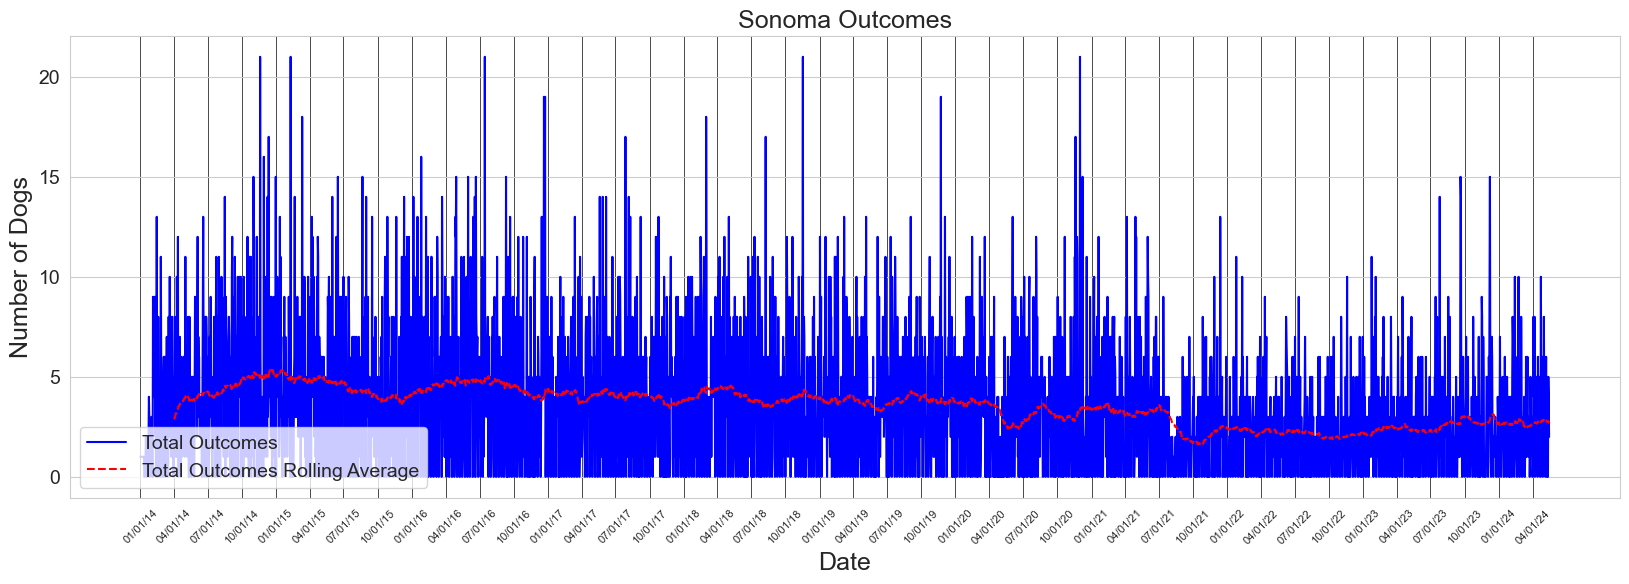 Sonoma Outcomes
Number of Dogs
20
15
10
5
0
Total Outcomes
Total Outcomes Rolling Average
01/01/14 04/01/14 07/01/14 10/01/14 01/01/15 04/01/15 07/01/15 10/01/15 01/01/16 04/01/16 07/01/16 10/01/16 01/01/17 04/01/17 07/01/17 10/01/17 01/01/18 04/01/18 07/01/18 10/01/18 01/01/19 04/01/19 07/01/19 10/01/19 01/01/20 04/01/20 07/01/20 10/01/20 01/01/21 04/01/21 07/01/21 10/01/21 01/01/22 04/01/22 07/01/22 10/01/22 01/01/23 04/01/23 07/01/23 10/01/23 01/01/24 04/01/24
Date